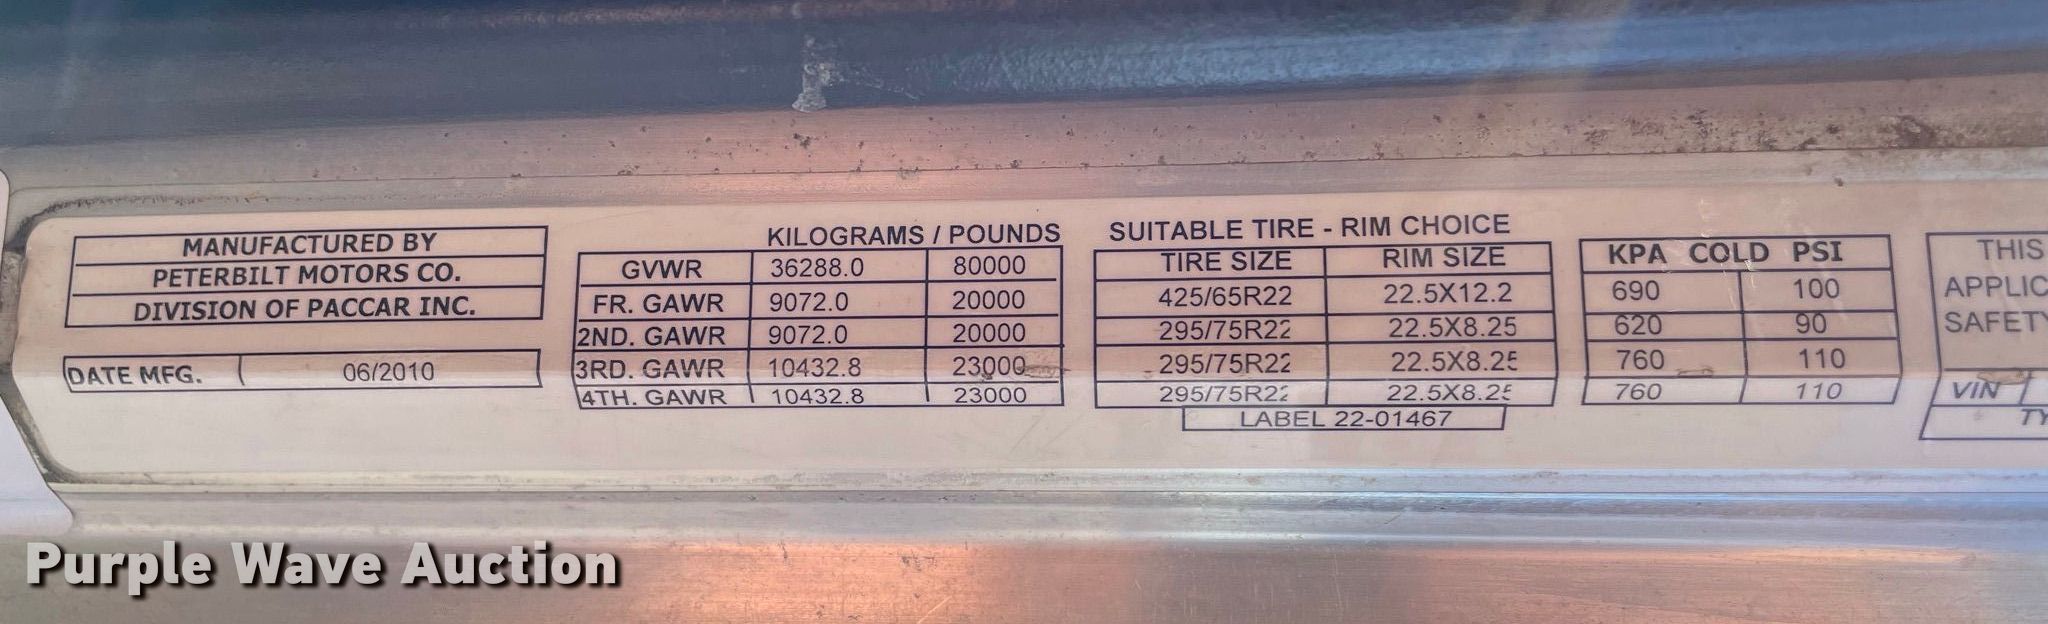 MANUFACTURED BY
PETERBILT MOTORS CO.
DIVISION OF PACCAR INC.
DATE MFG. 06/2010
KILOGRAMS / POUNDS
GVWR 36288.0 80000
FR. GAWR 9072.0 20000
2ND. GAWR 9072.0 20000
3RD. GAWR 10432.8 23000
4TH. GAWR 10432.8 23000
SUITABLE TIRE - RIM CHOICE
TIRE SIZE RIM SIZE
425/65R22 22.5X12.2
295/75R22 22.5X8.25
295/75R22 22.5X8.25
295/75R22 22.5X8.25
LABEL 22-01467
KPA COLD PSI
690 100
620 90
760 110
760 110
THIS
APPLIC
SAFETY
VIN
TY
Purple Wave Auction